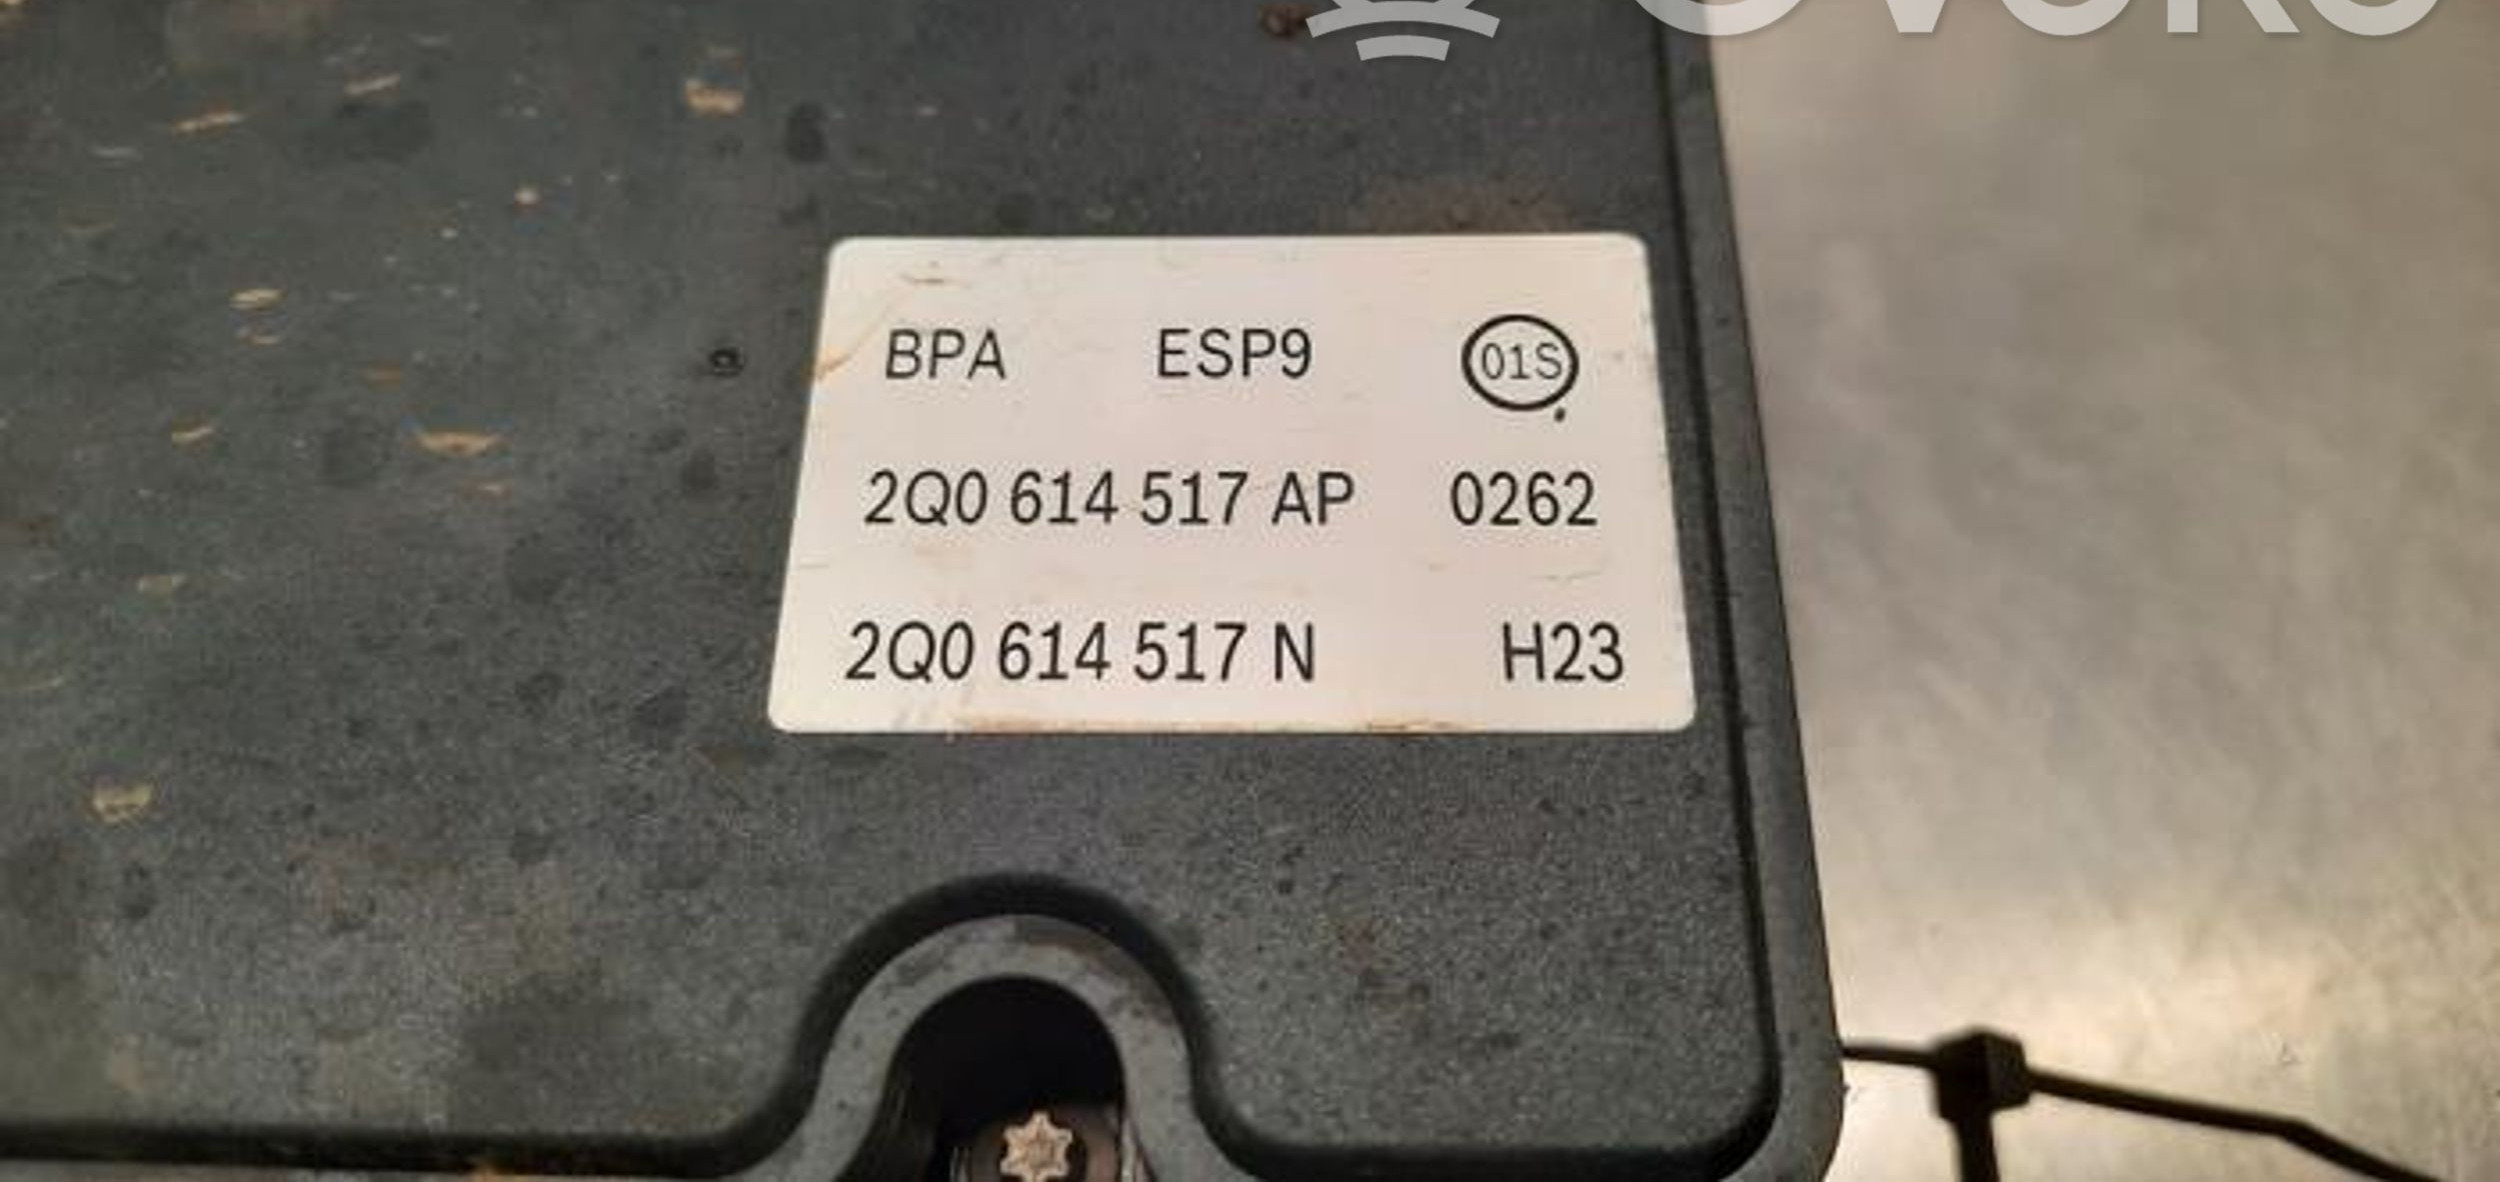 BPA ESP9 01S
2Q0 614 517 AP 0262
2Q0 614 517 N H23